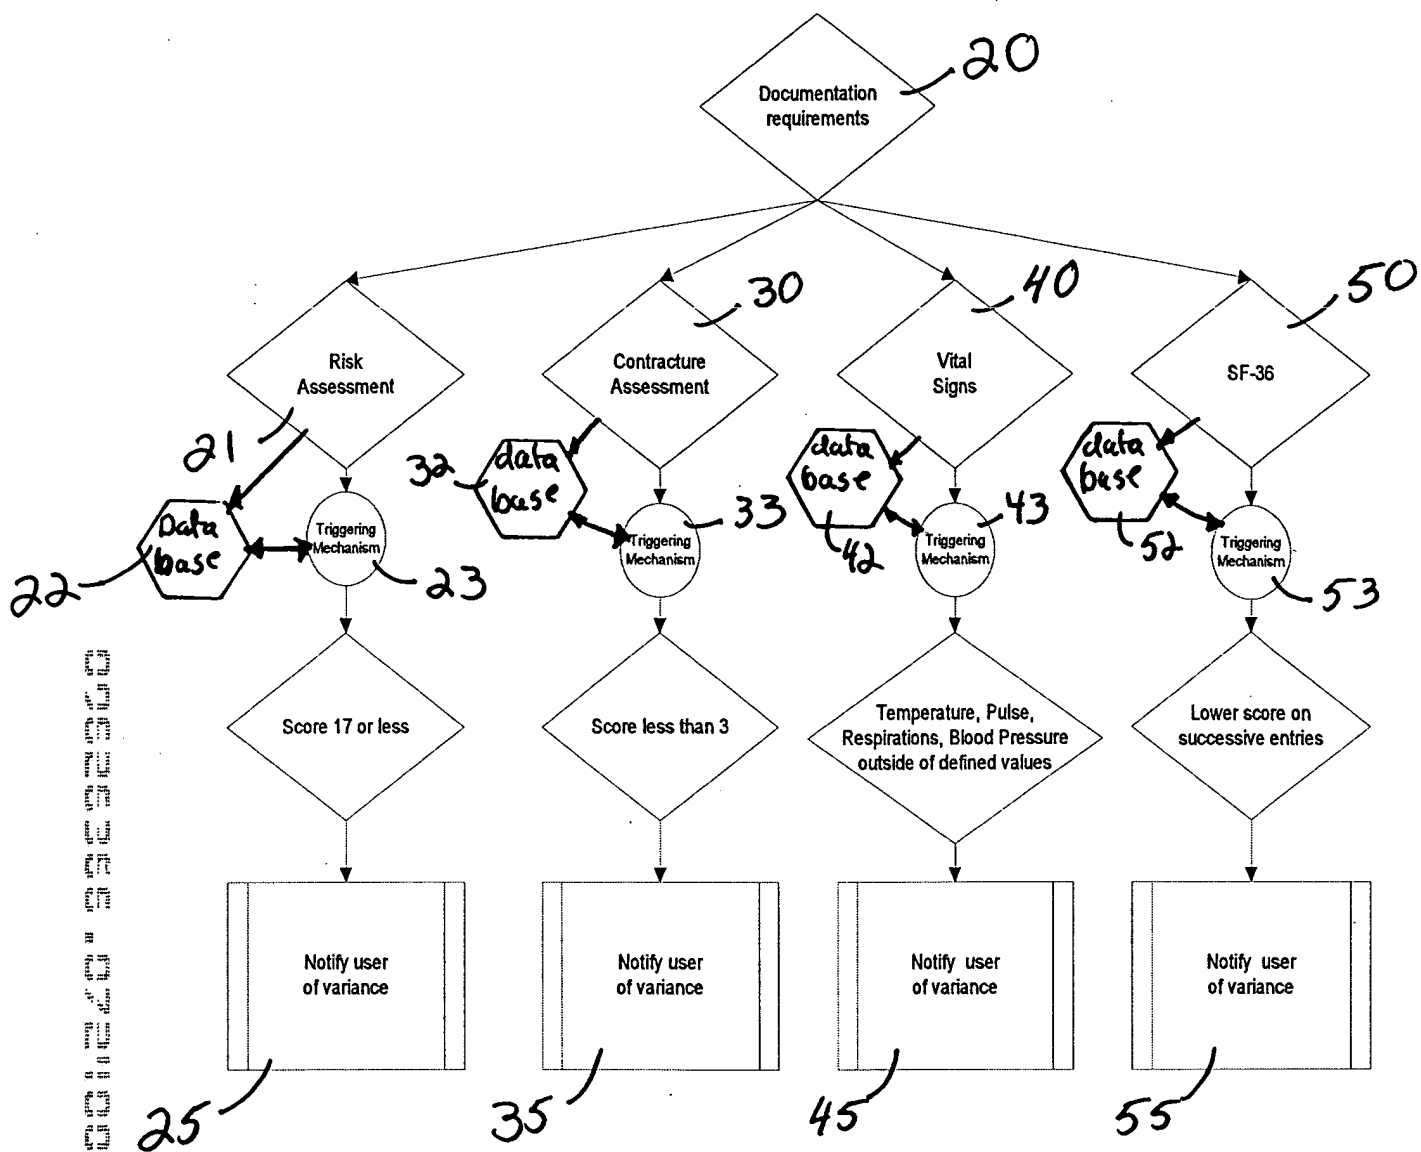 20
Documentation
requirements
30
40
50
Risk
Assessment
Contracture
Assessment
Vital
Signs
SF-36
21
32
data
base
data
base
data
base
22
Data
base
Triggering
Mechanism
23
33
Triggering
Mechanism
42
43
Triggering
Mechanism
52
Triggering
Mechanism
53
Score 17 or less
Score less than 3
Temperature, Pulse,
Respirations, Blood Pressure
outside of defined values
Lower score on
successive entries
Notify user
of variance
Notify user
of variance
Notify user
of variance
Notify user
of variance
25
35
45
55